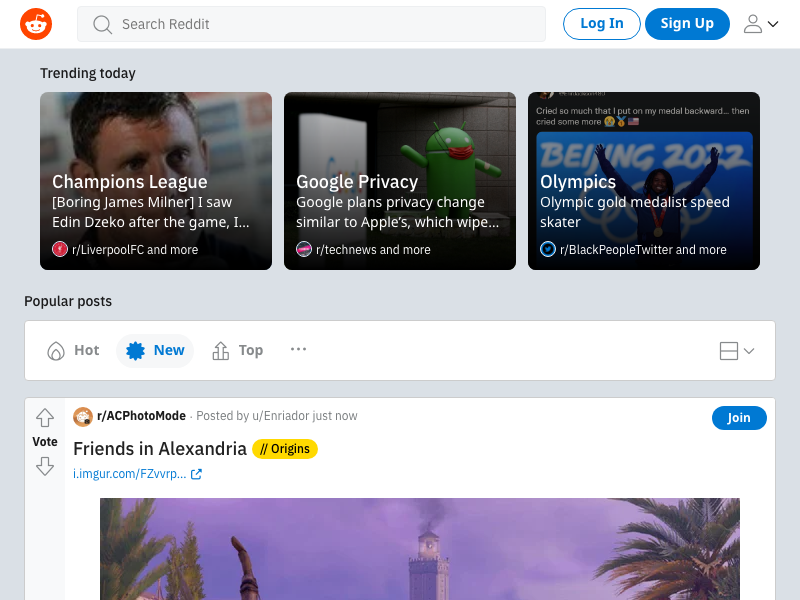 Search Reddit
Log In
Sign Up
Trending today
Champions League
[Boring James Milner] I saw
Edin Dzeko after the game, I...
r/LiverpoolFC and more
Google Privacy
Google plans privacy change
similar to Apple's, which wipe...
r/technews and more
Cried so much that I put on my medal backward... then
cried some more
BEIJING 2022
Olympics
Olympic gold medalist speed
skater
r/BlackPeopleTwitter and more
Popular posts
Hot
New
Top
r/ACPhotoMode · Posted by u/Enriador just now
Join
Vote
Friends in Alexandria // Origins
i.imgur.com/FZvvrp...